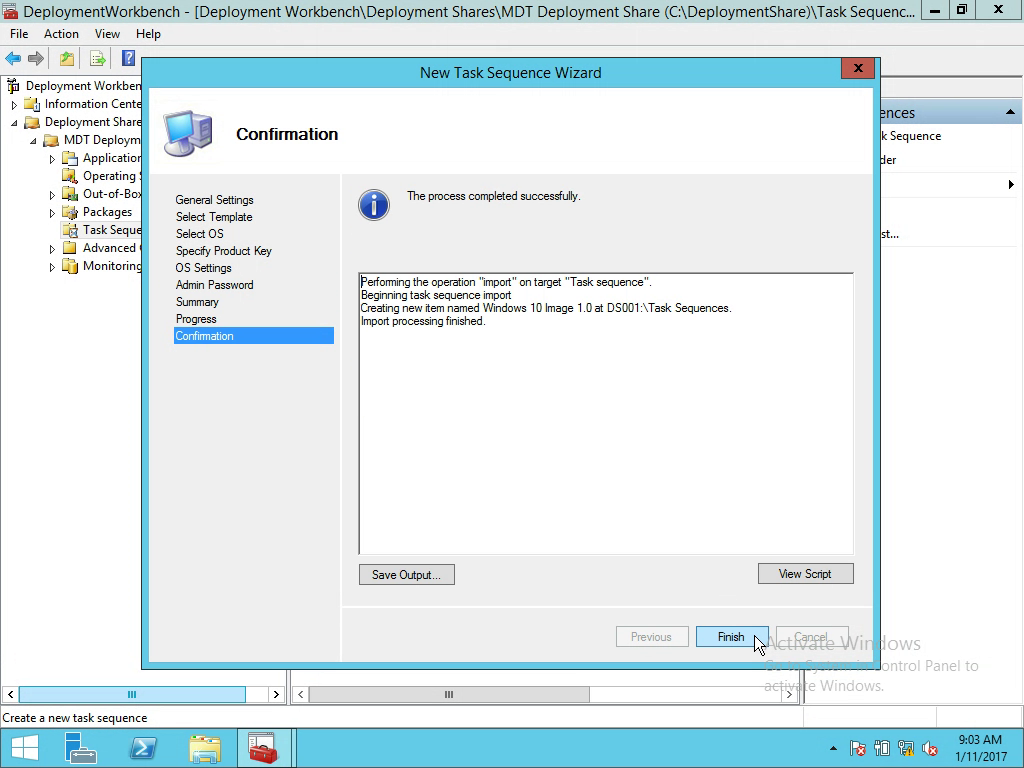 DeploymentWorkbench - [Deployment Workbench\Deployment Shares\MDT Deployment Share (C:\DeploymentShare)\Task Sequenc...
File Action View Help
New Task Sequence Wizard
Deployment Workben
Information Cente
Deployment Share
MDT Deploym
Application
Operating S
Out-of-Box
Packages
Task Seque
Advanced
Monitoring
Confirmation
General Settings
Select Template
Select OS
Specify Product Key
OS Settings
Admin Password
Summary
Progress
Confirmation
The process completed successfully.
Performing the operation "import" on target "Task sequence".
Beginning task sequence import
Creating new item named Windows 10 Image 1.0 at DS001:\Task Sequences.
Import processing finished.
Save Output...
View Script
Previous
Finish
Cancel
ences
k Sequence
der
st...
Activate Windows
Go to System in Control Panel to
activate Windows.
Create a new task sequence
9:03 AM
1/11/2017